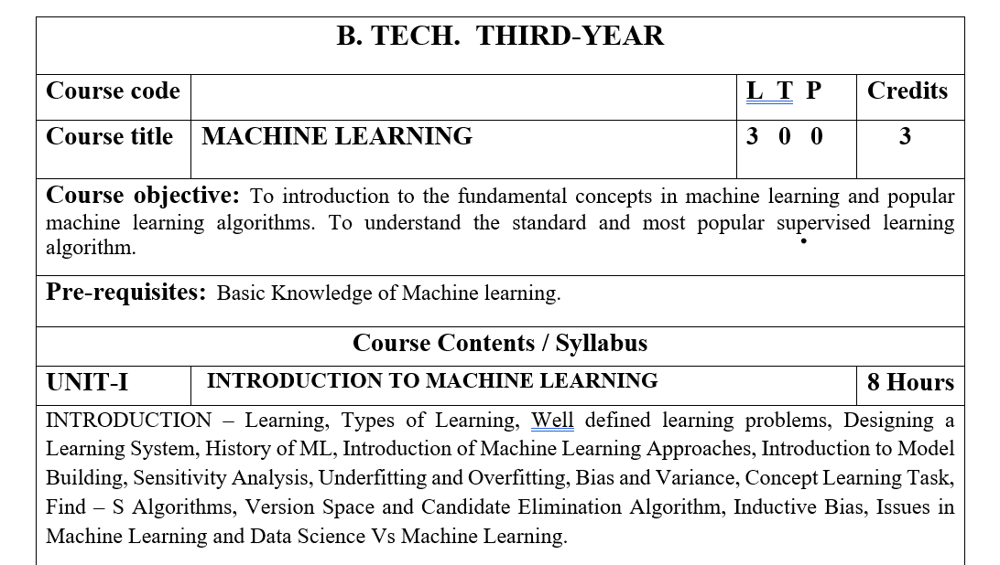 B. TECH. THIRD-YEAR
Course code L T P Credits
Course title MACHINE LEARNING 3 0 0 3
Course objective: To introduction to the fundamental concepts in machine learning and popular
machine learning algorithms. To understand the standard and most popular supervised learning
algorithm.
Pre-requisites: Basic Knowledge of Machine learning.
Course Contents / Syllabus
UNIT-I INTRODUCTION TO MACHINE LEARNING 8 Hours
INTRODUCTION – Learning, Types of Learning, Well defined learning problems, Designing a
Learning System, History of ML, Introduction of Machine Learning Approaches, Introduction to Model
Building, Sensitivity Analysis, Underfitting and Overfitting, Bias and Variance, Concept Learning Task,
Find – S Algorithms, Version Space and Candidate Elimination Algorithm, Inductive Bias, Issues in
Machine Learning and Data Science Vs Machine Learning.